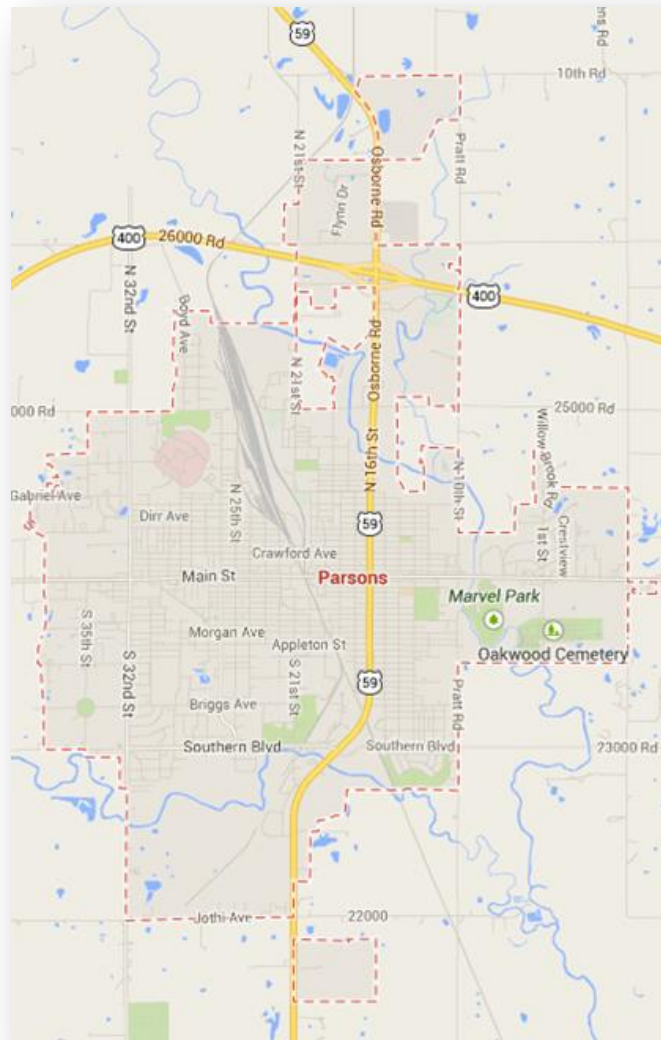 59
10th Rd
N 21st St
Osborne Rd
Pratt Rd
Flynn Dr
400
26000 Rd
N 32nd St
Boyd Ave
400
Osborne Rd
N 21st St
000 Rd
25000 Rd
Willow Brook Rd
N 16th St
N 10th St
Gabriel Ave
N 25th St
Dirr Ave
59
1st St
Crestview
Crawford Ave
Main St
Parsons
Marvel Park
S 35th St
Morgan Ave
Appleton St
Oakwood Cemetery
S 32nd St
S 21st St
59
Pratt Rd
Briggs Ave
Southern Blvd
Southern Blvd
23000 Rd
Jothi Ave
22000